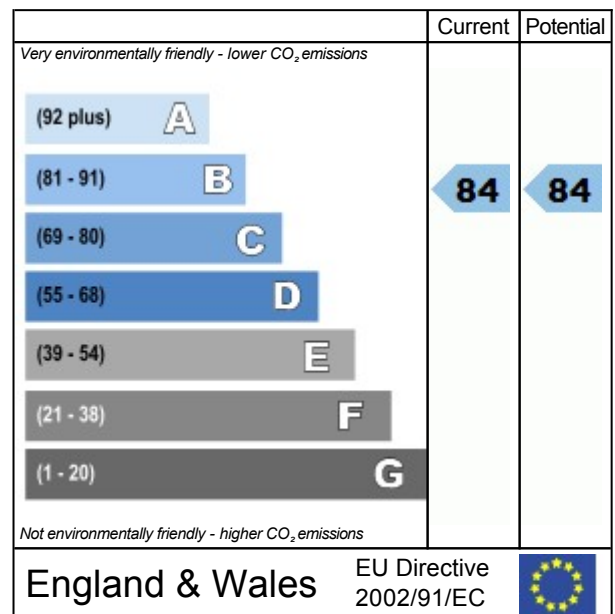 Current Potential
Very environmentally friendly - lower CO₂ emissions
(92 plus) A
(81 - 91) B
84 84
(69 - 80) C
(55 - 68) D
(39 - 54) E
(21 - 38) F
(1 - 20) G
Not environmentally friendly - higher CO₂ emissions
England & Wales
EU Directive
2002/91/EC